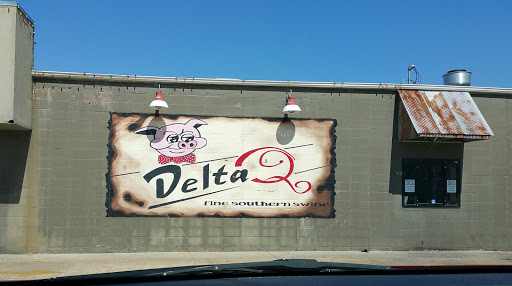 Delta Q
fine southern swine